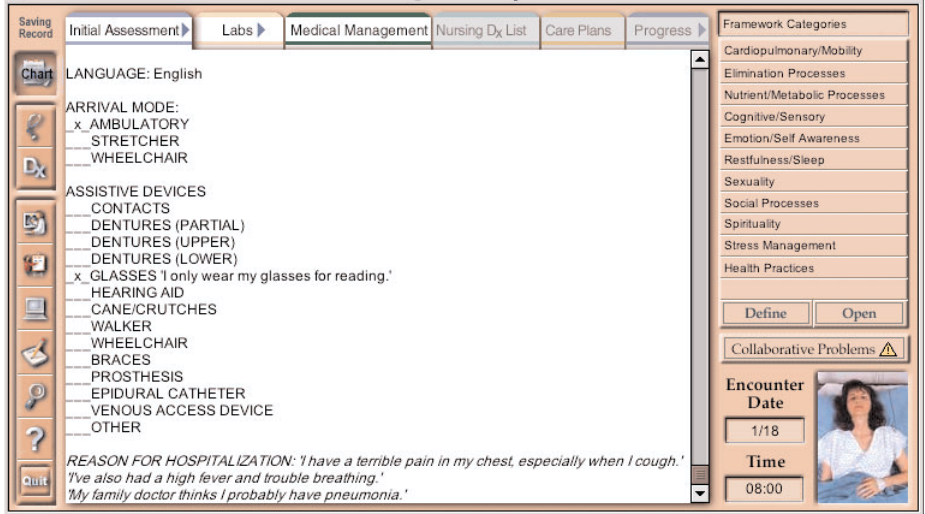 Saving
Record
Initial Assessment
Labs
Medical Management
Nursing Dx List
Care Plans
Progress
Chart
Dx
?
Quit
LANGUAGE: English
ARRIVAL MODE:
_x_AMBULATORY
___STRETCHER
___WHEELCHAIR
ASSISTIVE DEVICES
___CONTACTS
___DENTURES (PARTIAL)
___DENTURES (UPPER)
___DENTURES (LOWER)
_x_GLASSES 'I only wear my glasses for reading.'
___HEARING AID
___CANE/CRUTCHES
___WALKER
___WHEELCHAIR
___BRACES
___PROSTHESIS
___EPIDURAL CATHETER
___VENOUS ACCESS DEVICE
___OTHER
REASON FOR HOSPITALIZATION: 'I have a terrible pain in my chest, especially when I cough.'
'I've also had a high fever and trouble breathing.'
'My family doctor thinks I probably have pneumonia.'
Framework Categories
Cardiopulmonary/Mobility
Elimination Processes
Nutrient/Metabolic Processes
Cognitive/Sensory
Emotion/Self Awareness
Restfulness/Sleep
Sexuality
Social Processes
Spirituality
Stress Management
Health Practices
Define
Open
Collaborative Problems
Encounter
Date
1/18
Time
08:00